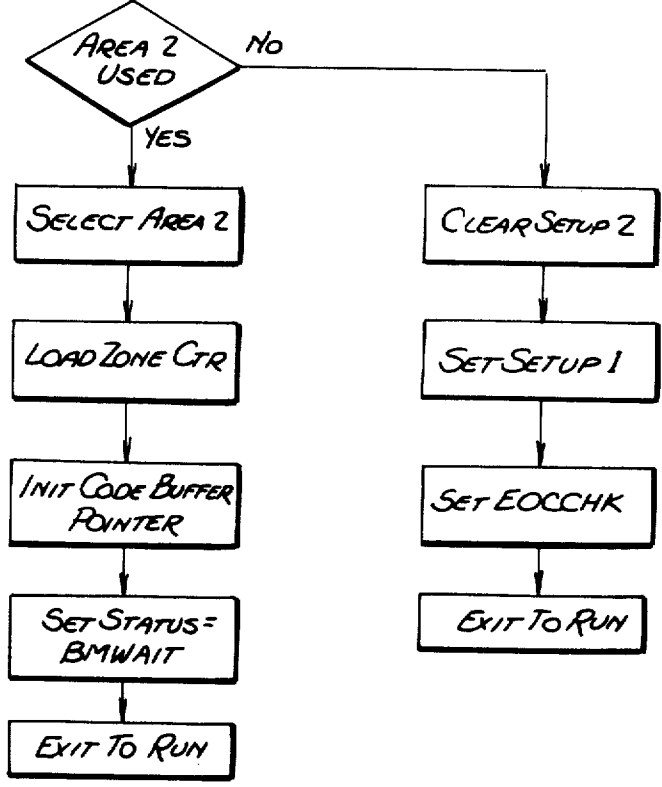 AREA 2
USED
NO
YES
SELECT AREA 2
LOAD ZONE CTR
INIT CODE BUFFER
POINTER
SET STATUS=
BMWAIT
EXIT TO RUN
CLEAR SETUP 2
SET SETUP 1
SET EOCCHK
EXIT TO RUN